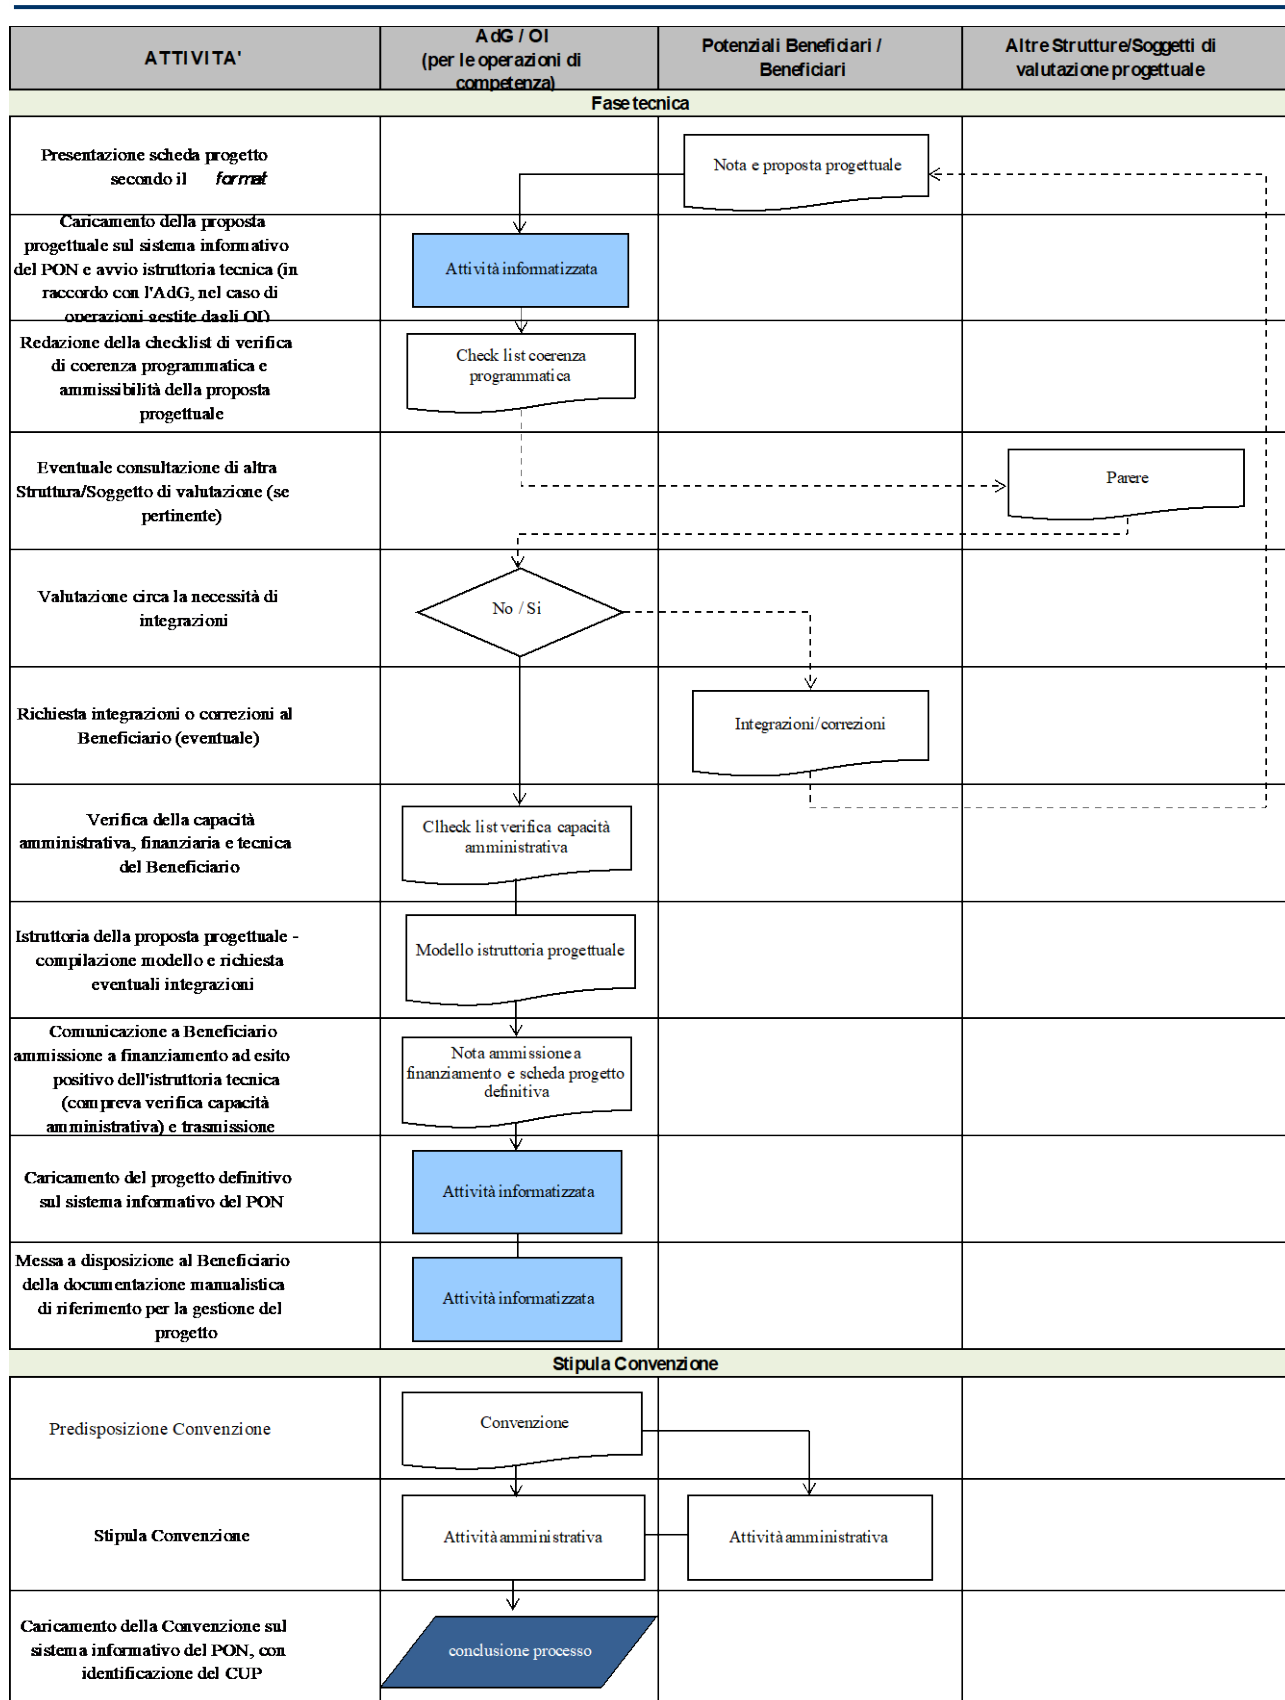 ATTIVITA'
AdG / OI
(per le operazioni di
competenza)
Potenziali Beneficiari /
Beneficiari
Altre Strutture/Soggetti di
valutazione progettuale
Fase tecnica
Presentazione scheda progetto
secondo il format
Nota e proposta progettuale
Caricamento della proposta
progettuale sul sistema informativo
del PON e avvio istruttoria tecnica (in
raccordo con l'AdG, nel caso di
operazioni gestite dagli OI)
Attività informatizzata
Redazione della checklist di verifica
di coerenza programmatica e
ammissibilità della proposta
progettuale
Check list coerenza
programmatica
Eventuale consultazione di altra
Struttura/Soggetto di valutazione (se
pertinente)
Parere
Valutazione circa la necessità di
integrazioni
No / Si
Richiesta integrazioni o correzioni al
Beneficiario (eventuale)
Integrazioni/correzioni
Verifica della capacità
amministrativa, finanziaria e tecnica
del Beneficiario
Clheck list verifica capacità
amministrativa
Istruttoria della proposta progettuale -
compilazione modello e richiesta
eventuali integrazioni
Modello istruttoria progettuale
Comunicazione a Beneficiario
ammissione a finanziamento ad esito
positivo dell'istruttoria tecnica
(compreva verifica capacità
amministrativa) e trasmissione
Nota ammissione a
finanziamento e scheda progetto
definitiva
Caricamento del progetto definitivo
sul sistema informativo del PON
Attività informatizzata
Messa a disposizione al Beneficiario
della documentazione manualistica
di riferimento per la gestione del
progetto
Attività informatizzata
Stipula Convenzione
Predisposizione Convenzione
Convenzione
Stipula Convenzione
Attività amministrativa
Attività amministrativa
Caricamento della Convenzione sul
sistema informativo del PON, con
identificazione del CUP
conclusione processo